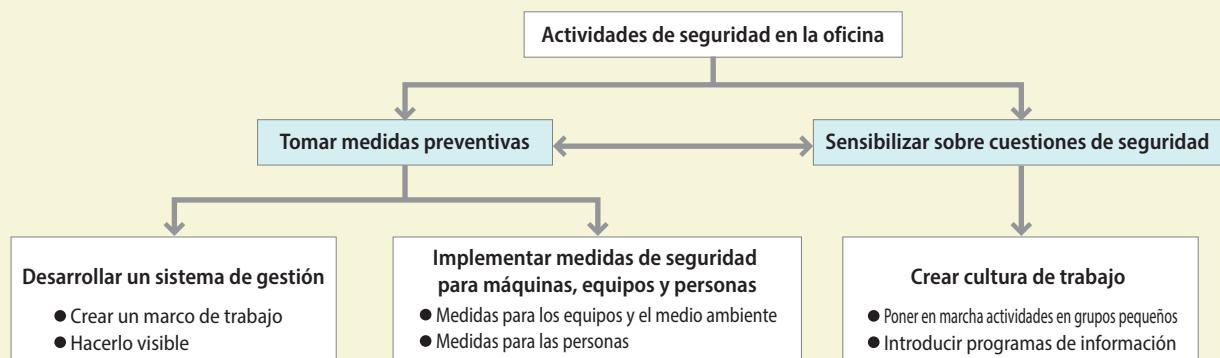 Actividades de seguridad en la oficina
Tomar medidas preventivas
Sensibilizar sobre cuestiones de seguridad
Desarrollar un sistema de gestión
● Crear un marco de trabajo
● Hacerlo visible
Implementar medidas de seguridad
para máquinas, equipos y personas
● Medidas para los equipos y el medio ambiente
● Medidas para las personas
Crear cultura de trabajo
● Poner en marcha actividades en grupos pequeños
● Introducir programas de información